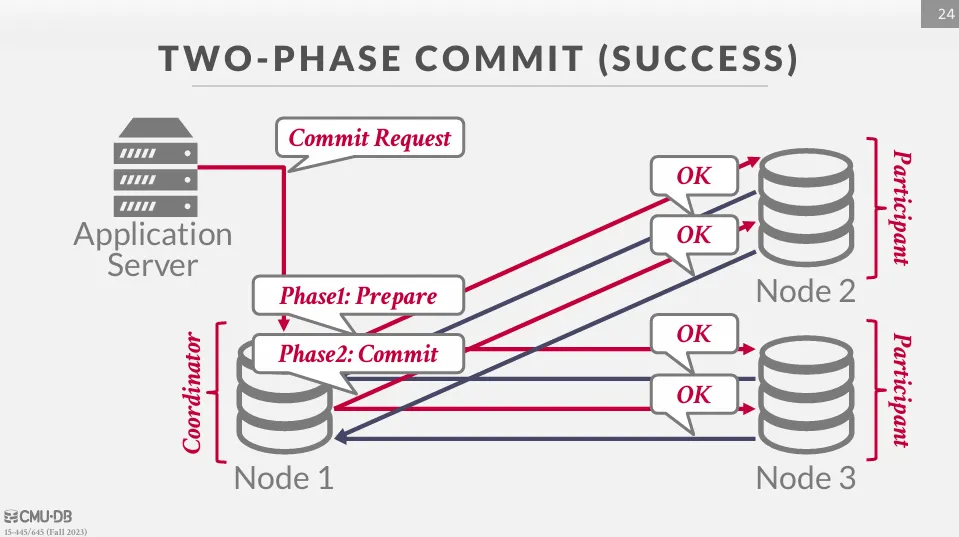 24
TWO-PHASE COMMIT (SUCCESS)
Commit Request
Application
Server
OK
OK
Participant
Node 2
Phase1: Prepare
Phase2: Commit
Coordinator
Node 1
OK
OK
Participant
Node 3
CMU·DB
15-445/645 (Fall 2023)